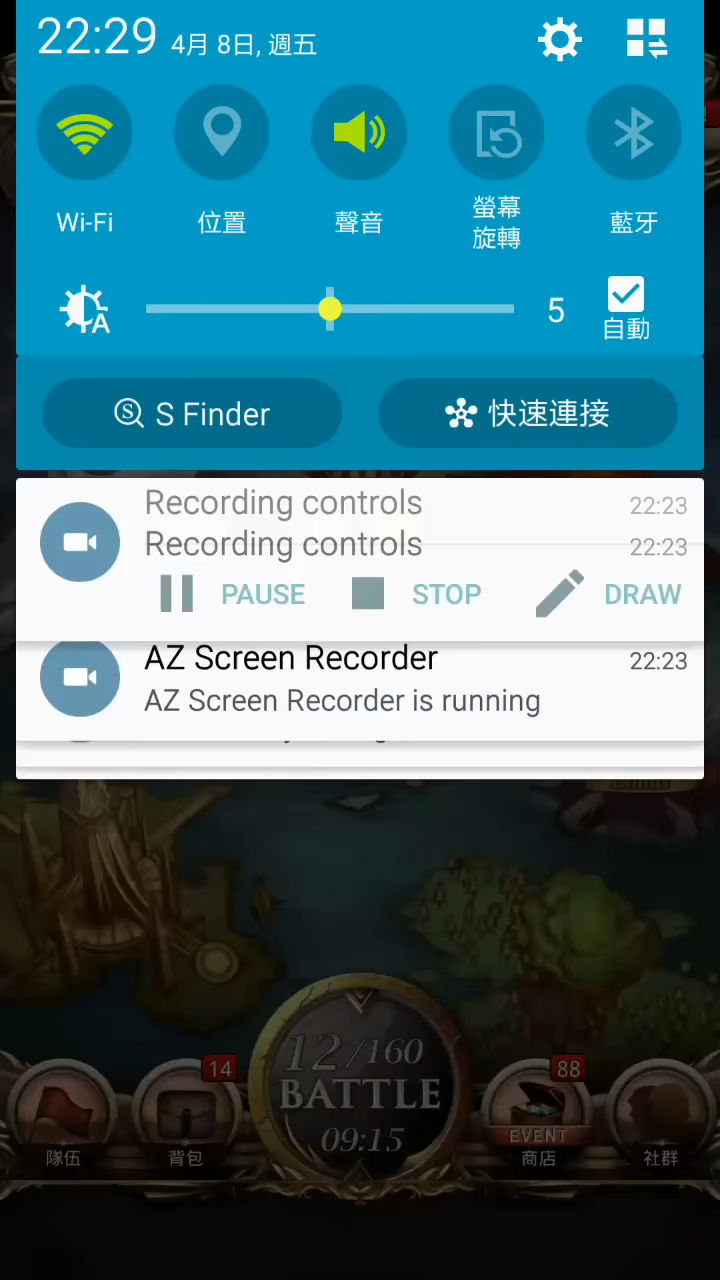 22:29 4月 8日, 週五
Wi-Fi
位置
聲音
螢幕
旋轉
藍牙
A
5
自動
S Finder
快速連接
Recording controls 22:23
Recording controls 22:23
PAUSE STOP DRAW
AZ Screen Recorder 22:23
AZ Screen Recorder is running
12/160
BATTLE
09:15
14
88
EVENT
隊伍
背包
商店
社群